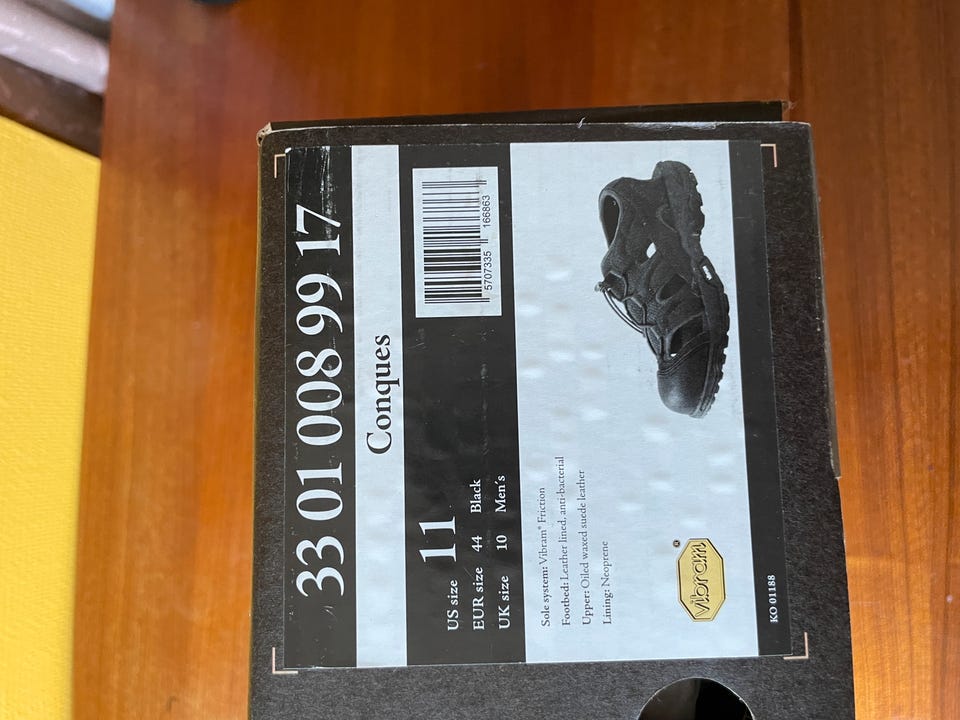 33 01 008 99 17
Conques
US size 11
EUR size 44 Black
UK size 10 Men´s
5707335 166863
Sole system: Vibram® Friction
Footbed: Leather lined, anti-bacterial
Upper: Oiled waxed suede leather
Lining: Neoprene
vibram®
KO 01188